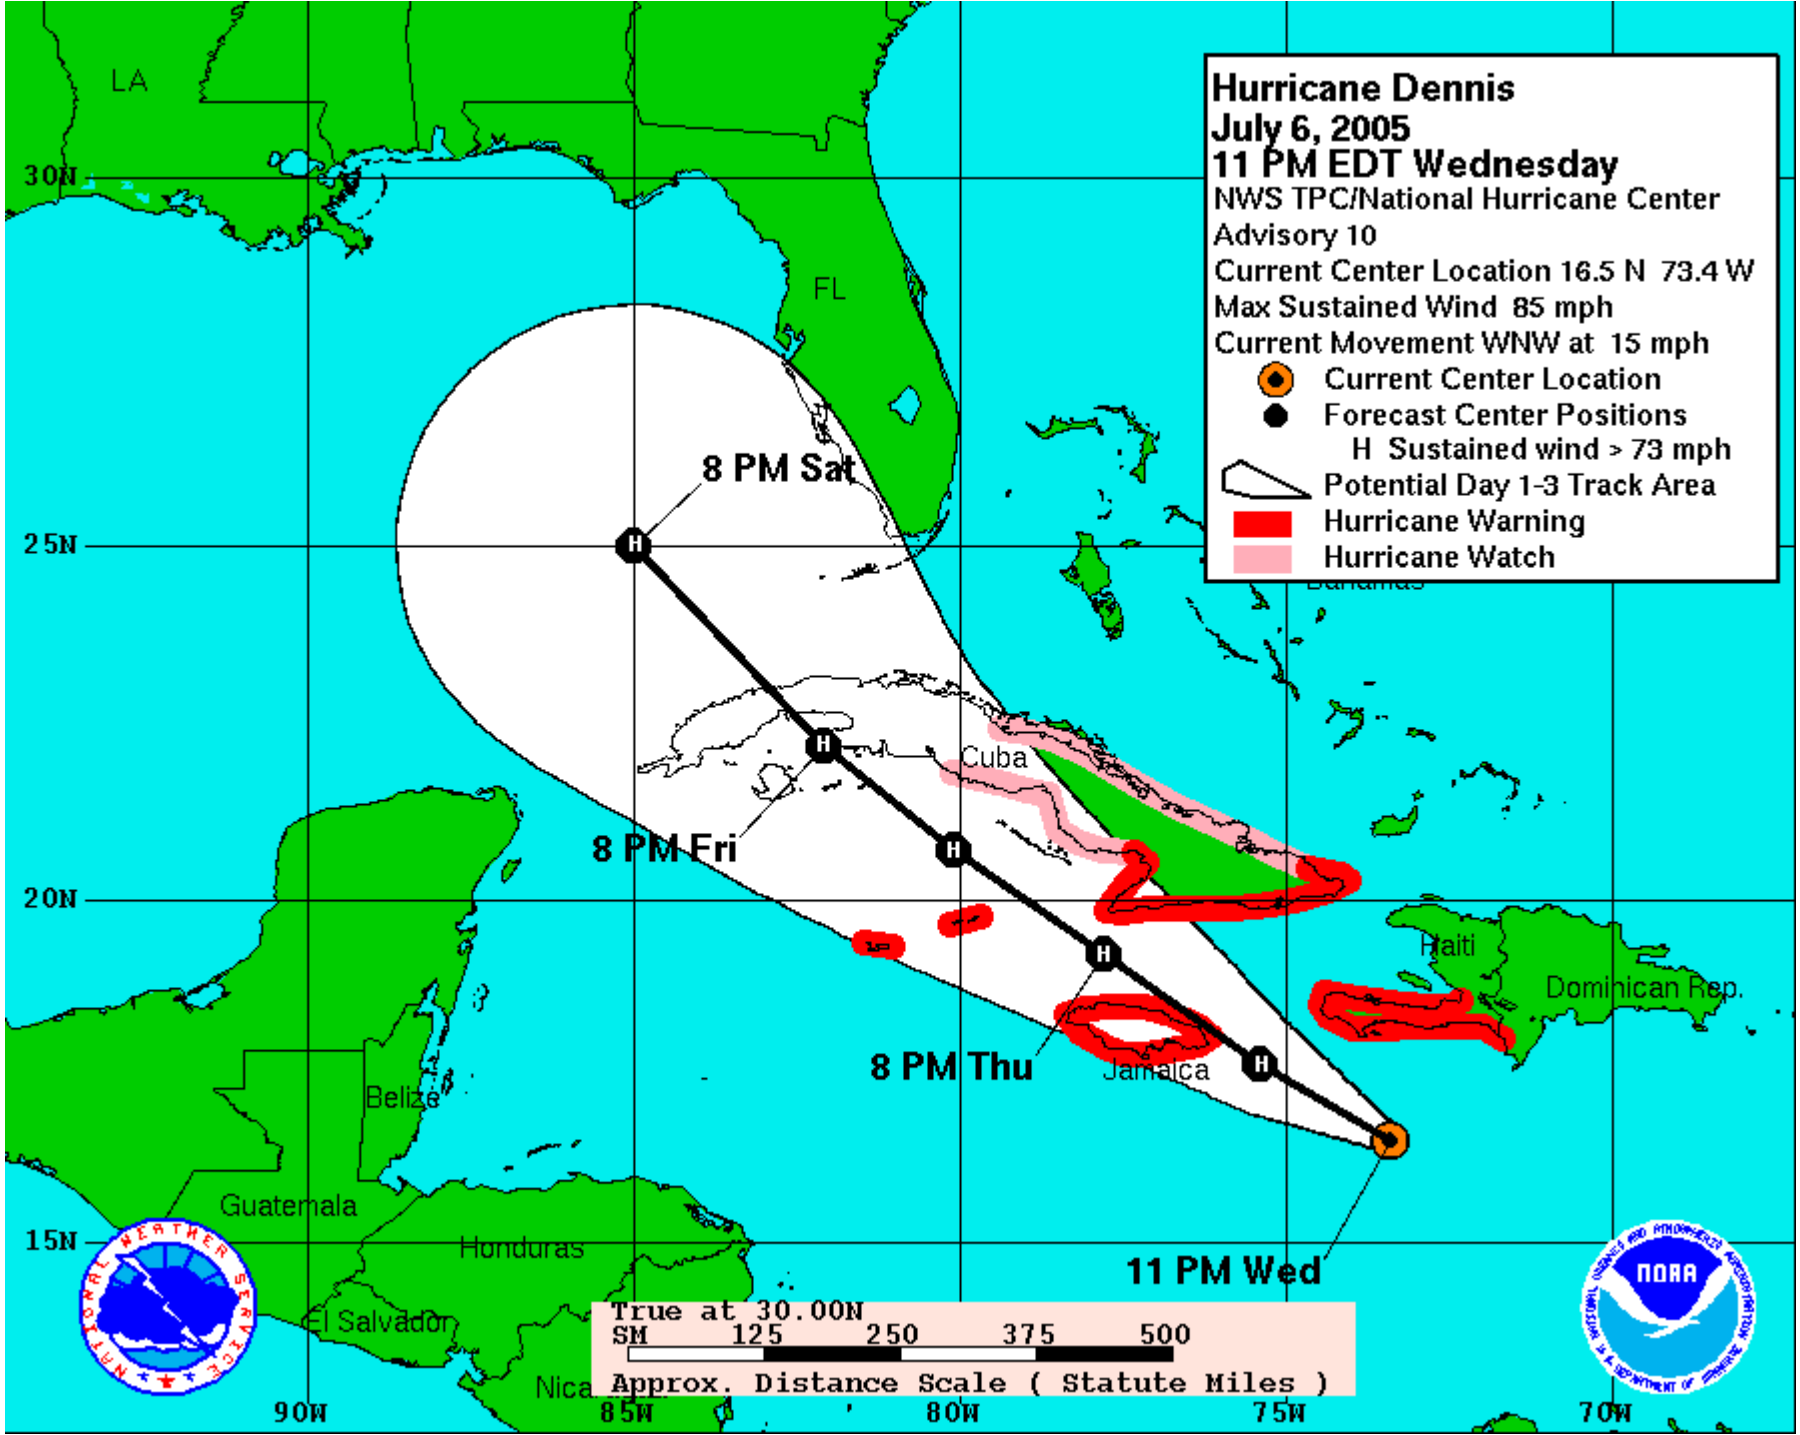 Hurricane Dennis
July 6, 2005
11 PM EDT Wednesday
NWS TPC/National Hurricane Center
Advisory 10
Current Center Location 16.5 N 73.4 W
Max Sustained Wind 85 mph
Current Movement WNW at 15 mph
Current Center Location
Forecast Center Positions
H Sustained wind > 73 mph
Potential Day 1-3 Track Area
Hurricane Warning
Hurricane Watch
LA
30N
FL
8 PM Sat
H
25N
Bahamas
H
Cuba
8 PM Fri
H
20N
Haiti
H
Dominican Rep.
8 PM Thu
H
Jamaica
Belize
Guatemala
15N
Honduras
11 PM Wed
El Salvador
NATIONAL WEATHER SERVICE
NOAA
True at 30.00N
SM 125 250 375 500
Approx. Distance Scale ( Statute Miles )
Nica
90W 85W 80W 75W 70W